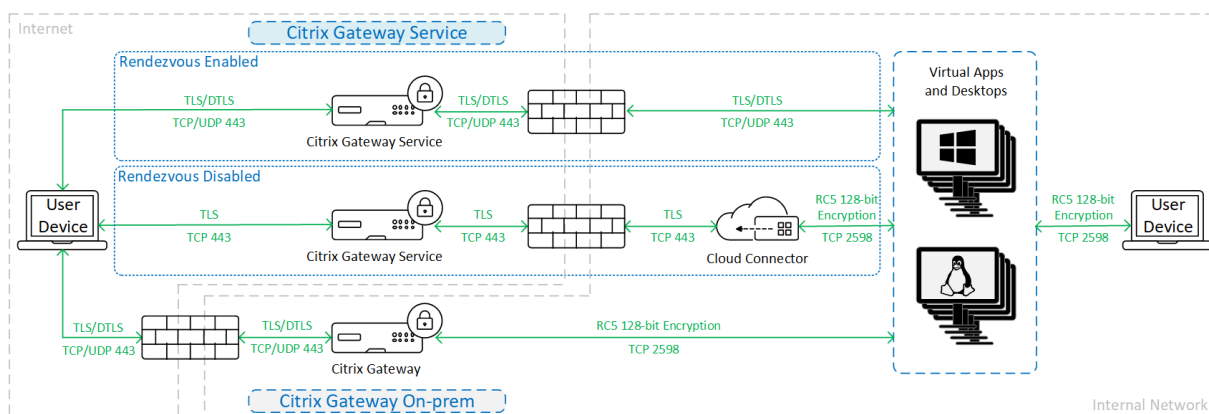 Internet
Citrix Gateway Service
Rendezvous Enabled
TLS/DTLS
TCP/UDP 443
Citrix Gateway Service
TLS/DTLS
TCP/UDP 443
TLS/DTLS
TCP/UDP 443
Virtual Apps
and Desktops
Rendezvous Disabled
User
Device
TLS
TCP 443
Citrix Gateway Service
TLS
TCP 443
TLS
TCP 443
Cloud Connector
RC5 128-bit
Encryption
TCP 2598
RC5 128-bit
Encryption
TCP 2598
User
Device
TLS/DTLS
TCP/UDP 443
TLS/DTLS
TCP/UDP 443
Citrix Gateway
RC5 128-bit Encryption
TCP 2598
Citrix Gateway On-prem
Internal Network